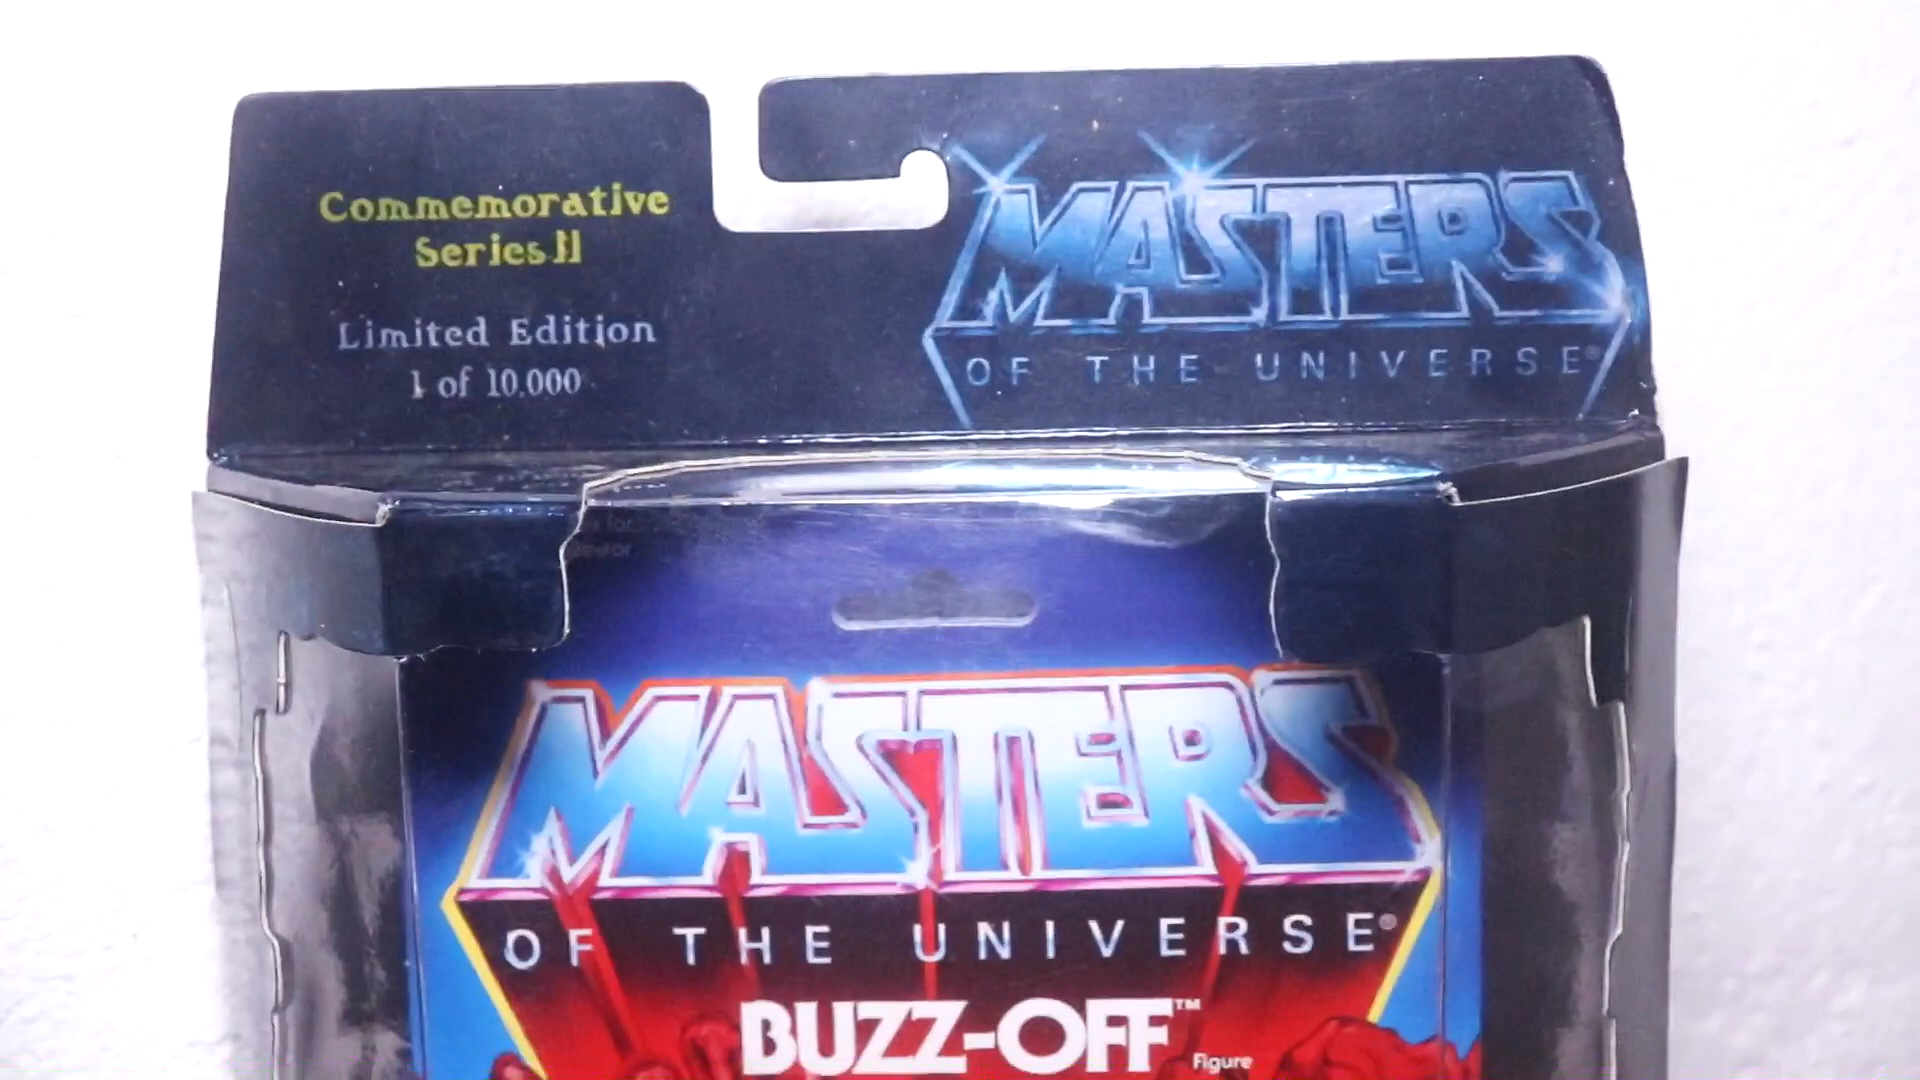 Commemorative
Series II
Limited Edition
1 of 10,000
MASTERS
OF THE UNIVERSE®
MASTERS
OF THE UNIVERSE®
BUZZ-OFF™
Figure